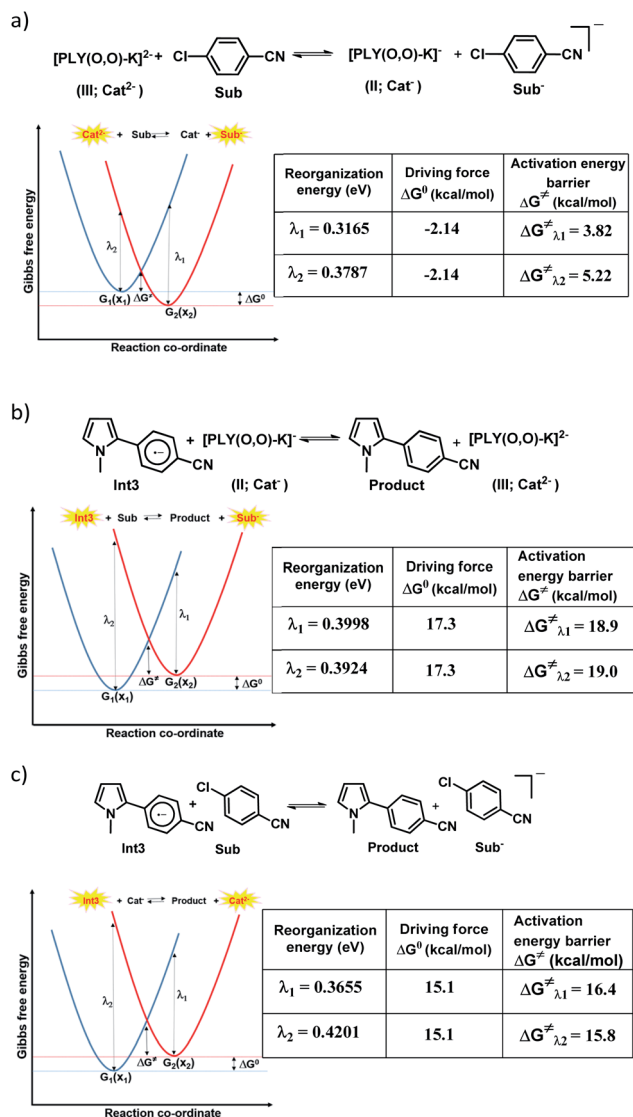 a)
[PLY(O,O)-K]²⁻+ Cl CN [PLY(O,O)-K]⁻ + Cl CN ⁻
(III; Cat²⁻) Sub (II; Cat⁻) Sub⁻
Cat²⁻ + Sub Cat⁻ + Sub⁻
Gibbs free energy
λ₂ λ₁
G₁(x₁) ΔG≠ G₂(x₂) ΔG⁰
Reaction co-ordinate
Reorganization energy (eV) Driving force ΔG⁰ (kcal/mol) Activation energy barrier ΔG≠ (kcal/mol)
λ₁ = 0.3165 -2.14 ΔG≠λ1 = 3.82
λ₂ = 0.3787 -2.14 ΔG≠λ2 = 5.22
b)
N CN + [PLY(O,O)-K]⁻ N CN + [PLY(O,O)-K]²⁻
Int3 (II; Cat⁻) Product (III; Cat²⁻)
Int3 + Sub Product + Sub⁻
Gibbs free energy
λ₂ λ₁
ΔG≠ G₂(x₂) ΔG⁰
G₁(x₁)
Reaction co-ordinate
Reorganization energy (eV) Driving force ΔG⁰ (kcal/mol) Activation energy barrier ΔG≠ (kcal/mol)
λ₁ = 0.3998 17.3 ΔG≠λ1 = 18.9
λ₂ = 0.3924 17.3 ΔG≠λ2 = 19.0
c)
N CN + Cl CN N CN + Cl CN ⁻
Int3 Sub Product Sub⁻
Int3 + Cat⁻ Product + Cat²⁻
Gibbs free energy
λ₂ λ₁
ΔG≠ G₂(x₂) ΔG⁰
G₁(x₁)
Reaction co-ordinate
Reorganization energy (eV) Driving force ΔG⁰ (kcal/mol) Activation energy barrier ΔG≠ (kcal/mol)
λ₁ = 0.3655 15.1 ΔG≠λ1 = 16.4
λ₂ = 0.4201 15.1 ΔG≠λ2 = 15.8